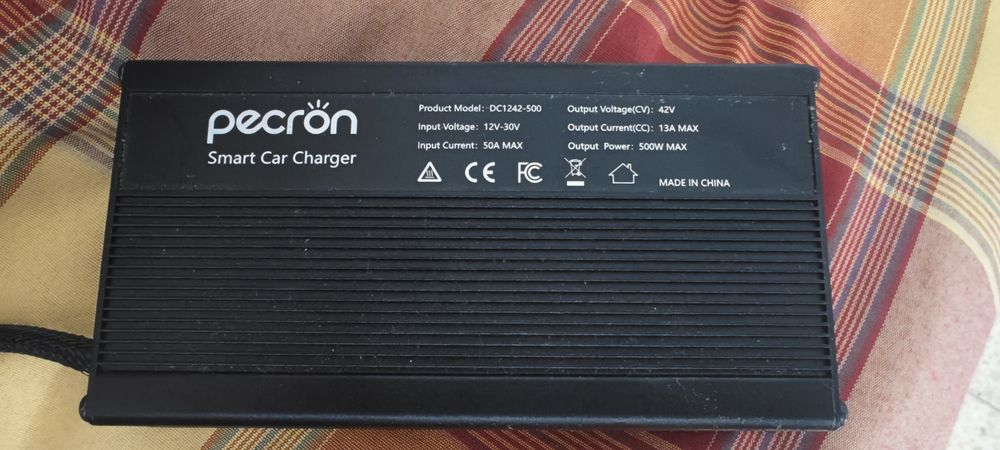 pecron
Smart Car Charger
Product Model: DC1242-500
Input Voltage: 12V-30V
Input Current: 50A MAX
Output Voltage(CV): 42V
Output Current(CC): 13A MAX
Output Power: 500W MAX
CE FC
MADE IN CHINA